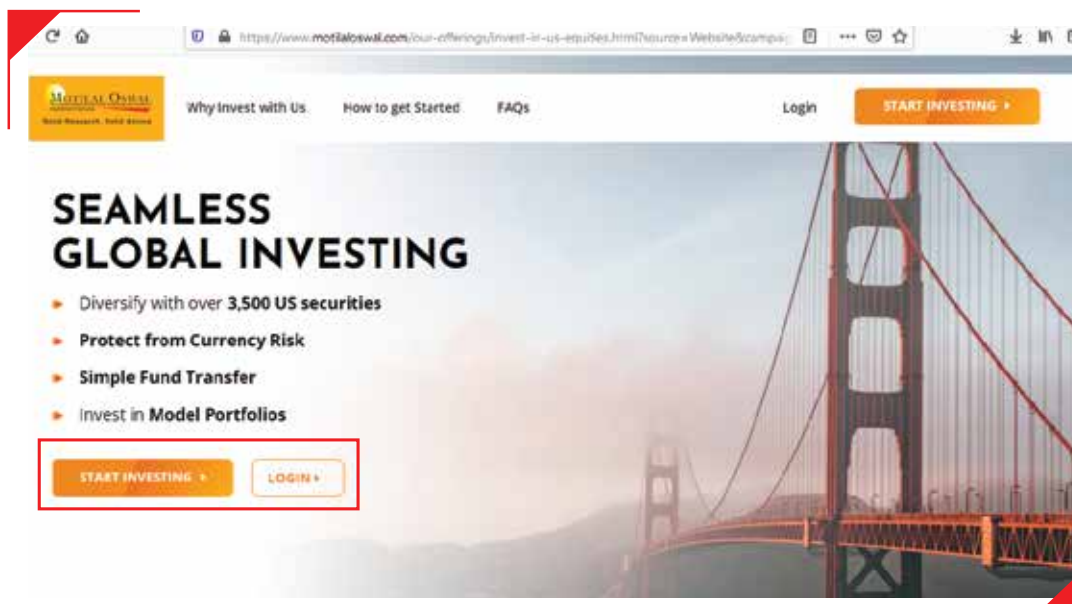 https://www.motilaloswal.com/our-offerings/invest-in-us-equities.html?source=Website&campa
MOTILAL OSWAL
Why Invest with Us How to get Started FAQs Login START INVESTING
SEAMLESS
GLOBAL INVESTING
Diversify with over 3,500 US securities
Protect from Currency Risk
Simple Fund Transfer
Invest in Model Portfolios
START INVESTING LOGIN